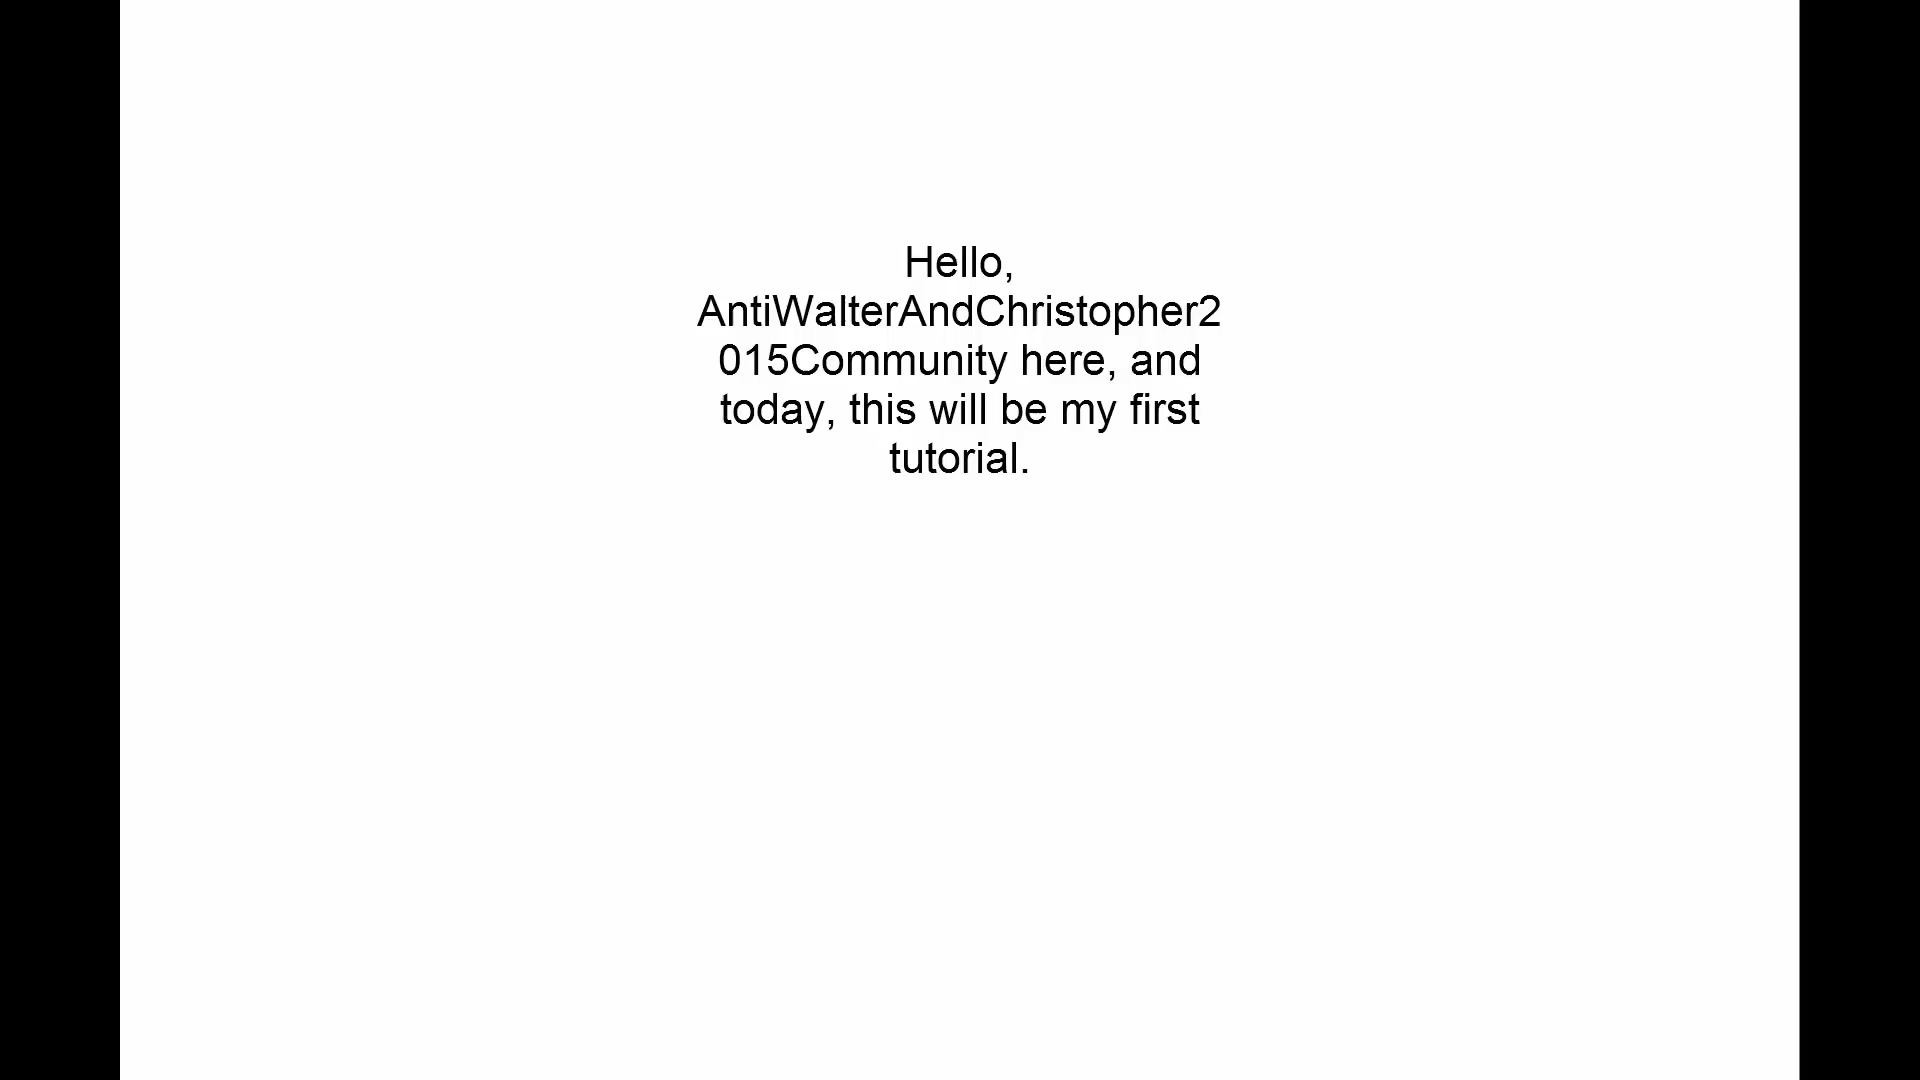 Hello,
AntiWalterAndChristopher2
015Community here, and
today, this will be my first
tutorial.